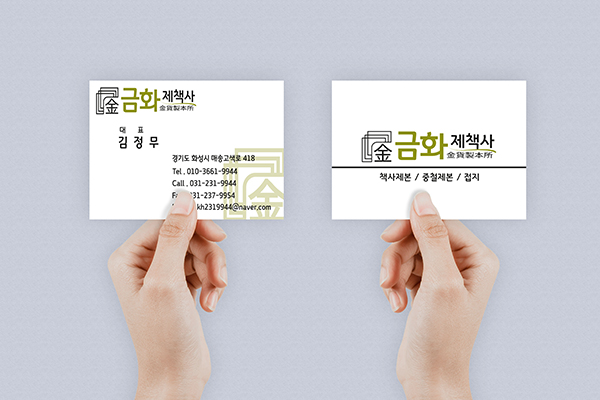 金 금화 제책사
金貨製本所
대 표
김 정 무
경기도 화성시 매송고색로 418
Tel . 010-3661-9944
Call . 031-231-9944
Fa 031-237-9954
kh2319944@naver.com
金
金 금화 제책사
金貨製本所
책사제본 / 중철제본 / 접지